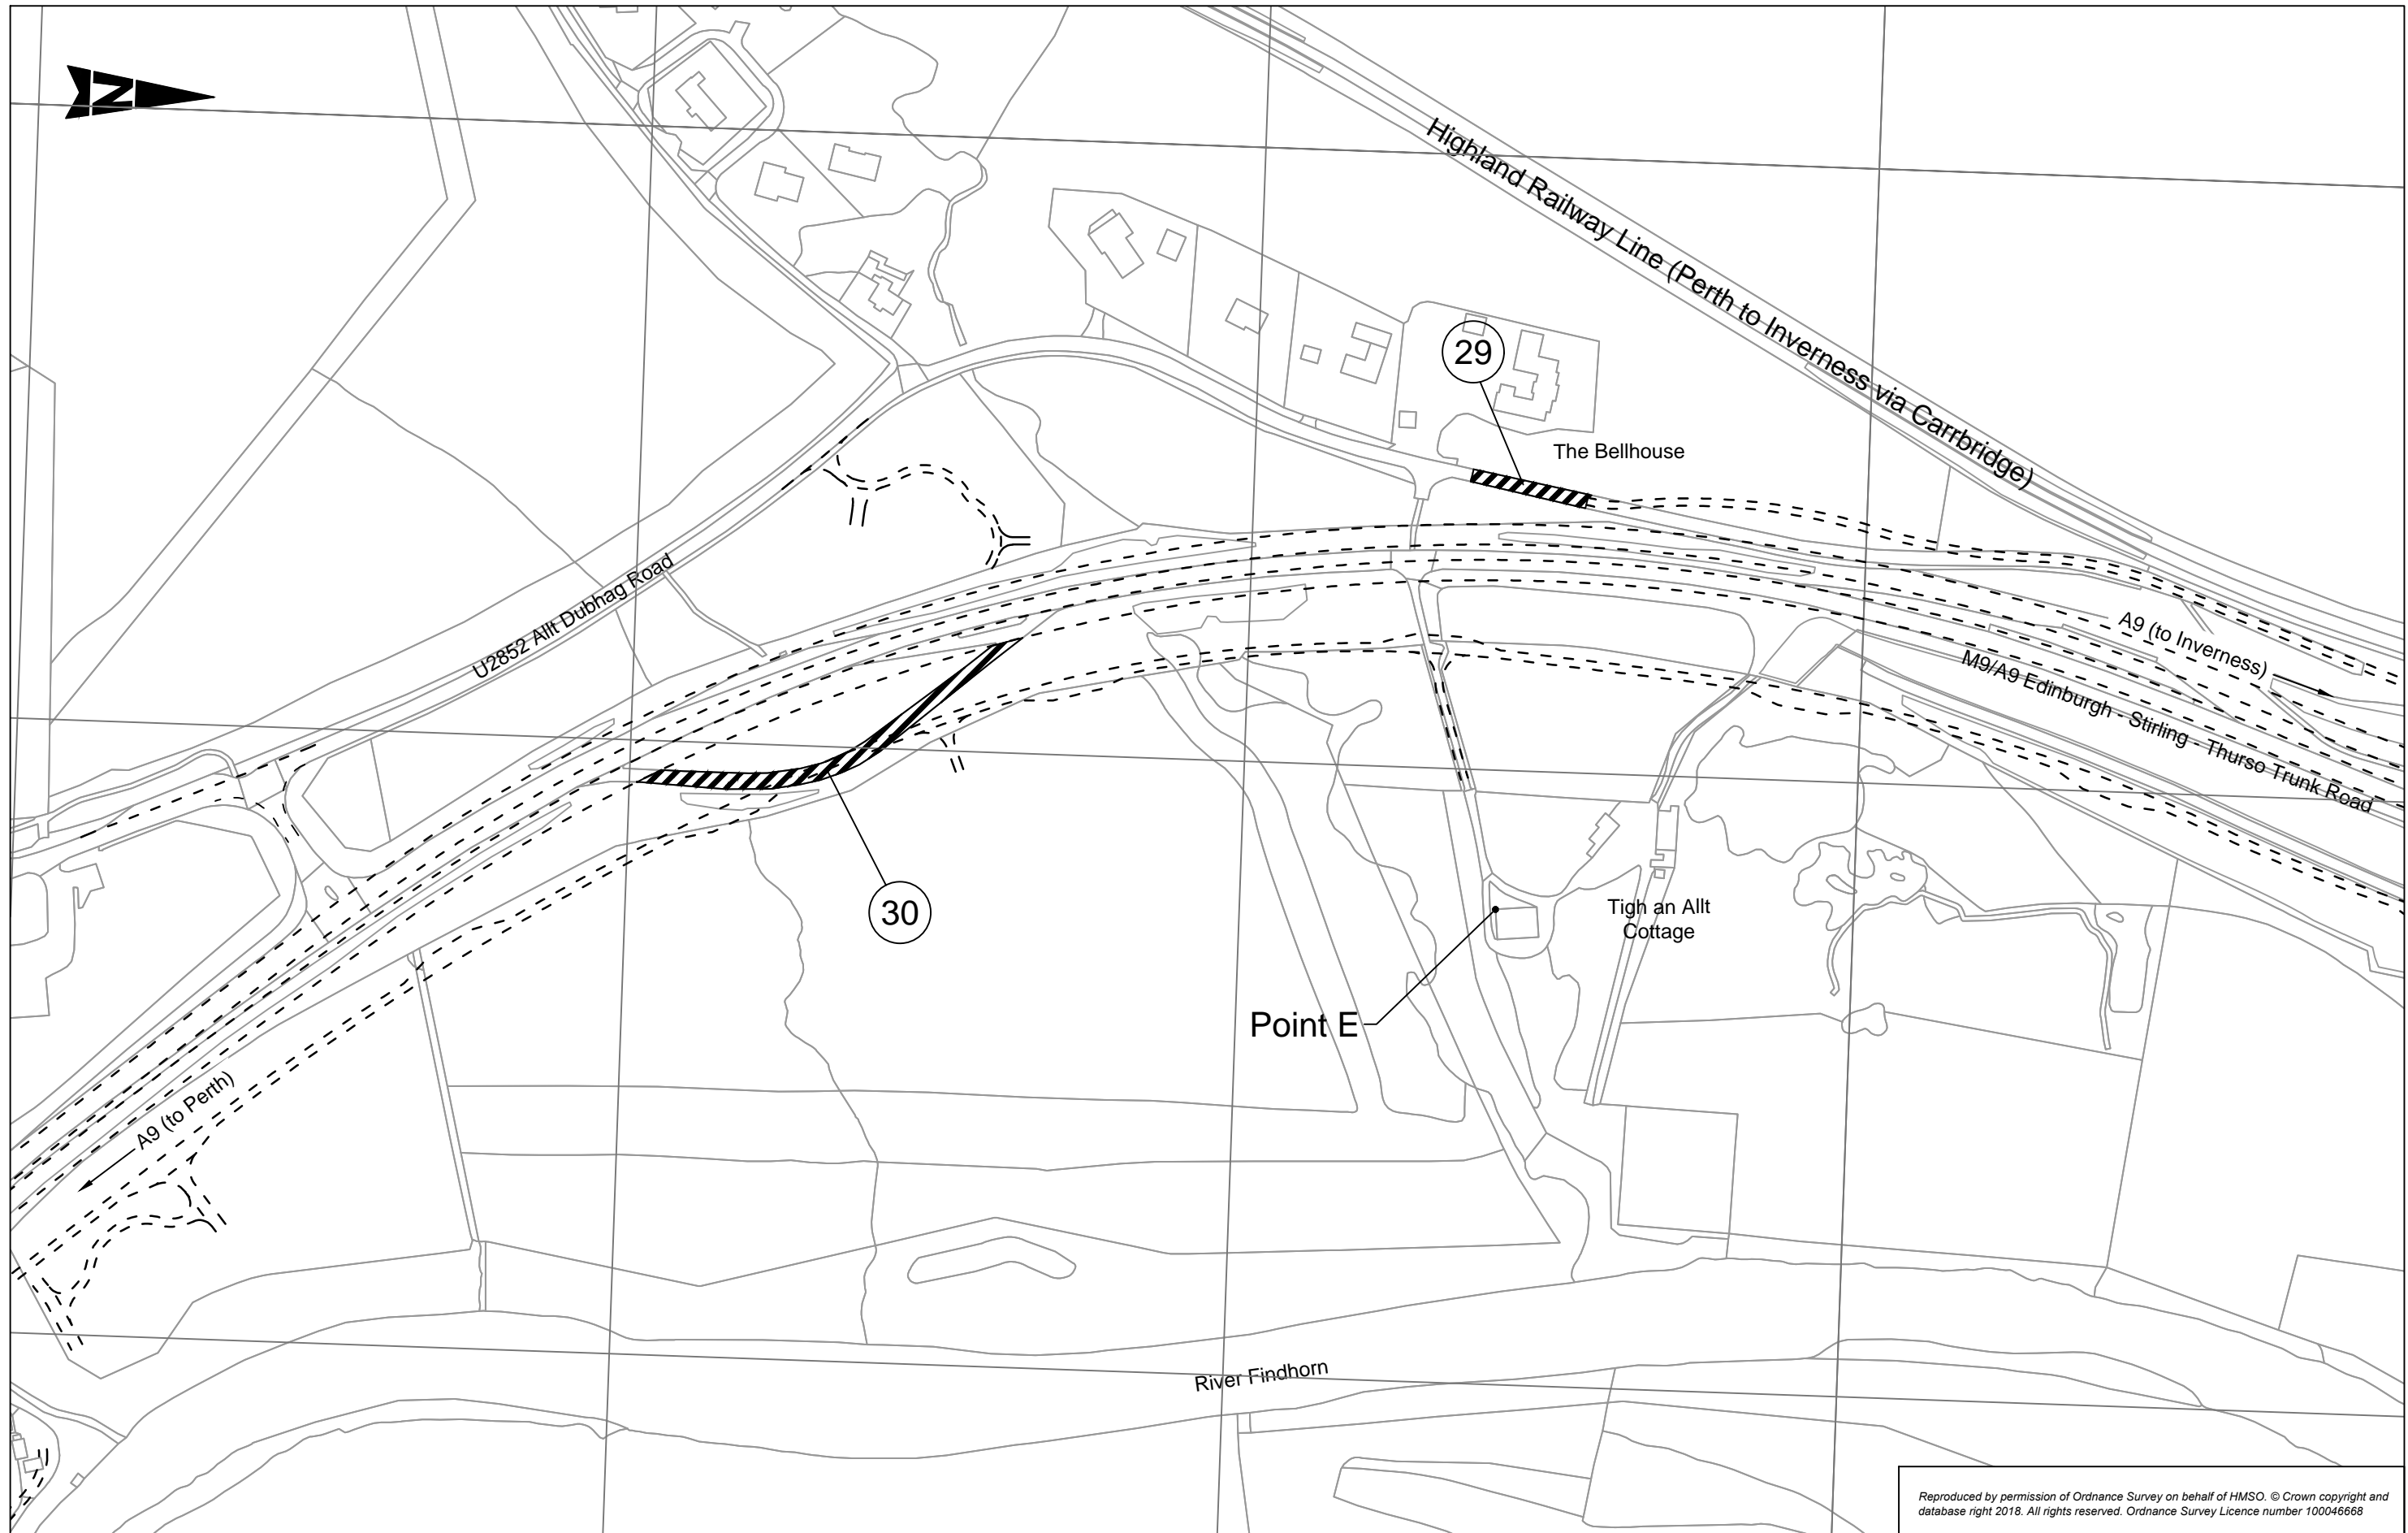 N
Highland Railway Line (Perth to Inverness via Carrbridge)
29
The Bellhouse
U2852 Allt Dubhag Road
A9 (to Inverness)
M9/A9 Edinburgh - Stirling - Thurso Trunk Road
30
Tigh an Allt
Cottage
Point E
A9 (to Perth)
River Findhorn
Reproduced by permission of Ordnance Survey on behalf of HMSO. © Crown copyright and
database right 2018. All rights reserved. Ordnance Survey Licence number 100046668